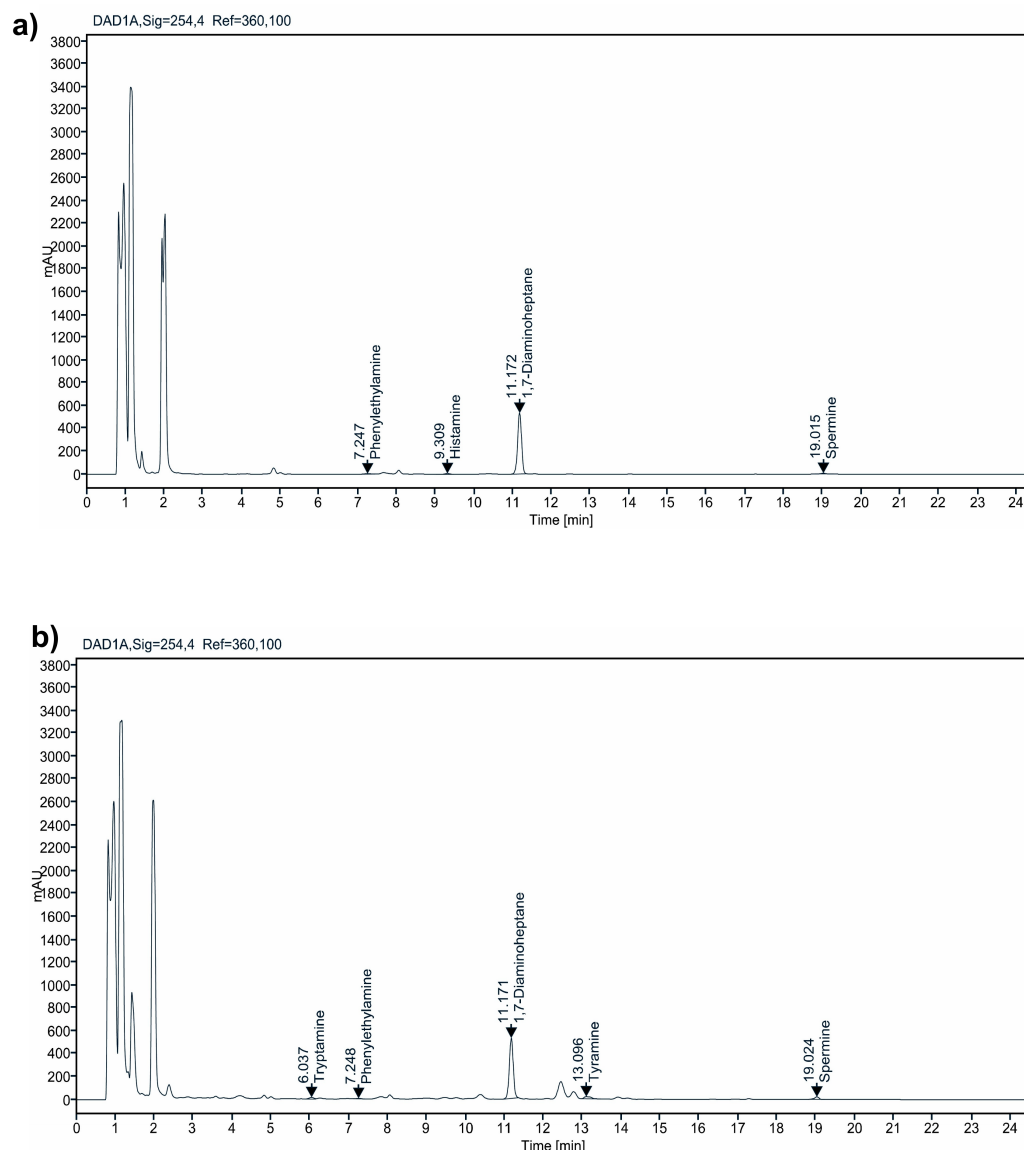 a)
DAD1A,Sig=254,4 Ref=360,100
3800
3600
3400
3200
3000
2800
2600
2400
2200
2000
1800
1600
1400
1200
1000
800
600
400
200
0
mAU
7.247
Phenylethylamine
9.309
Histamine
11.172
1,7-Diaminoheptane
19.015
Spermine
0 1 2 3 4 5 6 7 8 9 10 11 12 13 14 15 16 17 18 19 20 21 22 23 24
Time [min]
b)
DAD1A,Sig=254,4 Ref=360,100
3800
3600
3400
3200
3000
2800
2600
2400
2200
2000
1800
1600
1400
1200
1000
800
600
400
200
0
mAU
6.037
Tryptamine
7.248
Phenylethylamine
11.171
1,7-Diaminoheptane
13.096
Tyramine
19.024
Spermine
0 1 2 3 4 5 6 7 8 9 10 11 12 13 14 15 16 17 18 19 20 21 22 23 24
Time [min]